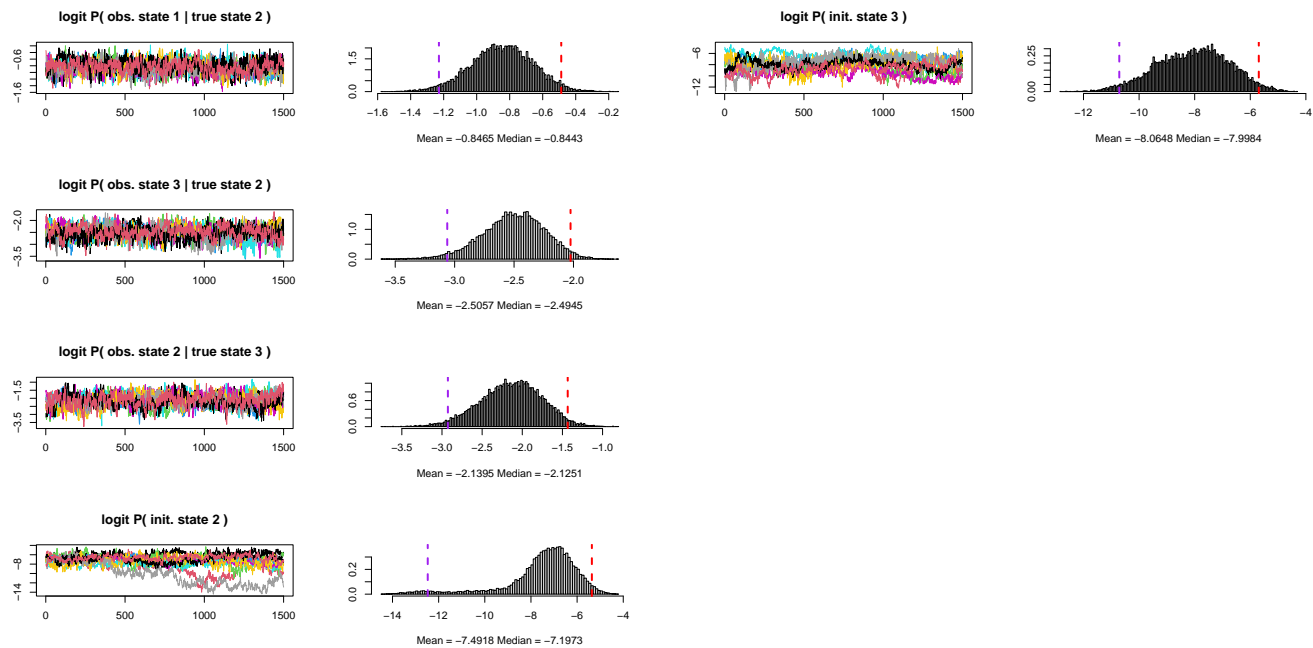 logit P( obs. state 1 | true state 2 )
−0.6
−1.6
0 500 1000 1500
0.0 1.5
−1.6 −1.4 −1.2 −1.0 −0.8 −0.6 −0.4 −0.2
Mean = −0.8465 Median = −0.8443
logit P( init. state 3 )
−6
−12
0 500 1000 1500
0.00 0.25
−12 −10 −8 −6 −4
Mean = −8.0648 Median = −7.9984
logit P( obs. state 3 | true state 2 )
−2.0
−3.5
0 500 1000 1500
0.0 1.0
−3.5 −3.0 −2.5 −2.0
Mean = −2.5057 Median = −2.4945
logit P( obs. state 2 | true state 3 )
−1.5
−3.5
0 500 1000 1500
0.0 0.6
−3.5 −3.0 −2.5 −2.0 −1.5 −1.0
Mean = −2.1395 Median = −2.1251
logit P( init. state 2 )
−8
−14
0 500 1000 1500
0.0 0.2
−14 −12 −10 −8 −6 −4
Mean = −7.4918 Median = −7.1973